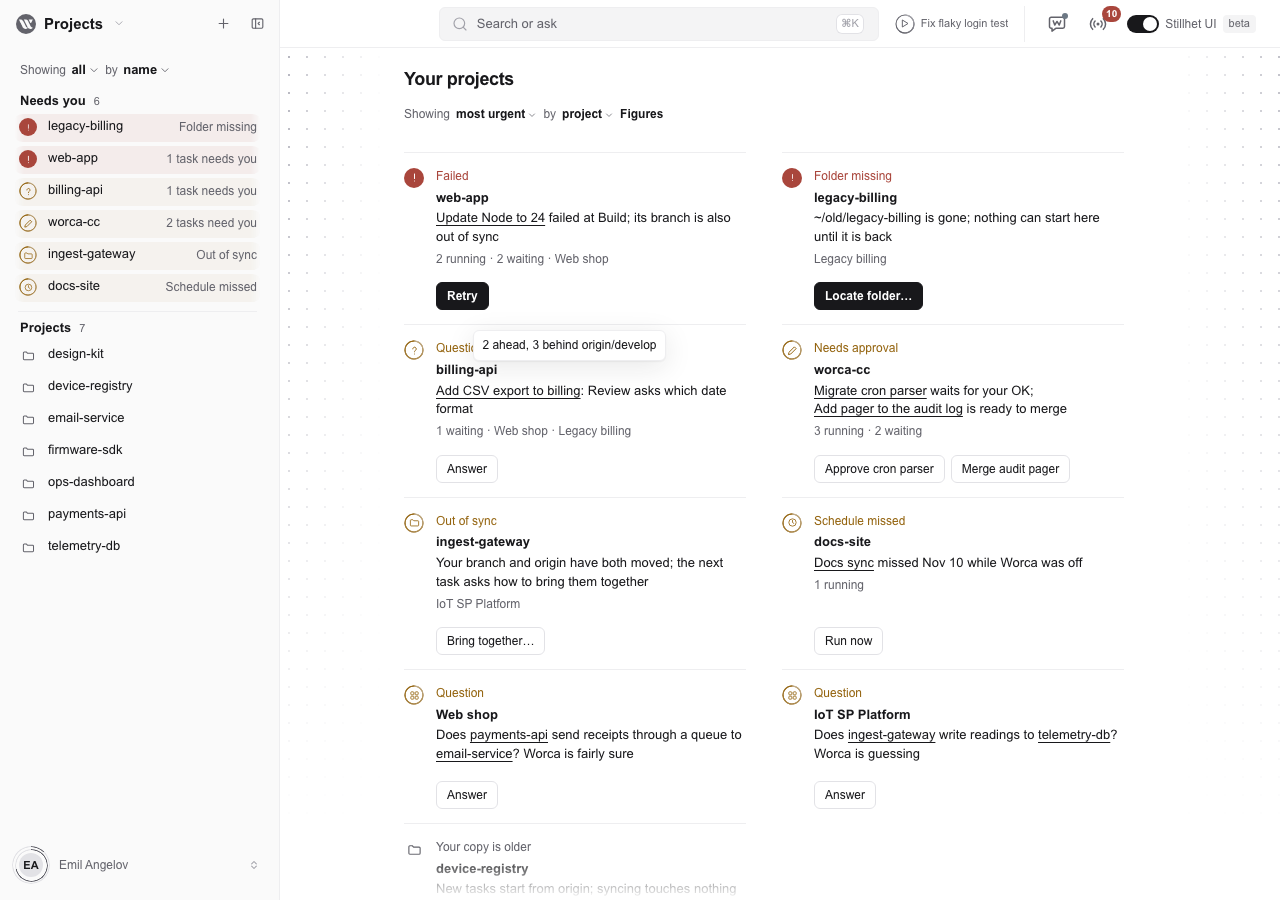 Projects
Search or ask
⌘K
Fix flaky login test
10
Stillhet UI
beta
Showing all by name
Needs you 6
legacy-billing Folder missing
web-app 1 task needs you
billing-api 1 task needs you
worca-cc 2 tasks need you
ingest-gateway Out of sync
docs-site Schedule missed
Projects 7
design-kit
device-registry
email-service
firmware-sdk
ops-dashboard
payments-api
telemetry-db
EA
Emil Angelov
Your projects
Showing most urgent by project Figures
Failed
web-app
Update Node to 24 failed at Build; its branch is also
out of sync
2 running · 2 waiting · Web shop
Retry
Folder missing
legacy-billing
~/old/legacy-billing is gone; nothing can start here
until it is back
Legacy billing
Locate folder…
2 ahead, 3 behind origin/develop
billing-api
Add CSV export to billing: Review asks which date
format
1 waiting · Web shop · Legacy billing
Answer
Needs approval
worca-cc
Migrate cron parser waits for your OK;
Add pager to the audit log is ready to merge
3 running · 2 waiting
Approve cron parser
Merge audit pager
Out of sync
ingest-gateway
Your branch and origin have both moved; the next
task asks how to bring them together
IoT SP Platform
Bring together…
Schedule missed
docs-site
Docs sync missed Nov 10 while Worca was off
1 running
Run now
Question
Web shop
Does payments-api send receipts through a queue to
email-service? Worca is fairly sure
Answer
Question
IoT SP Platform
Does ingest-gateway write readings to telemetry-db?
Worca is guessing
Answer
Your copy is older
device-registry
New tasks start from origin; syncing touches nothing